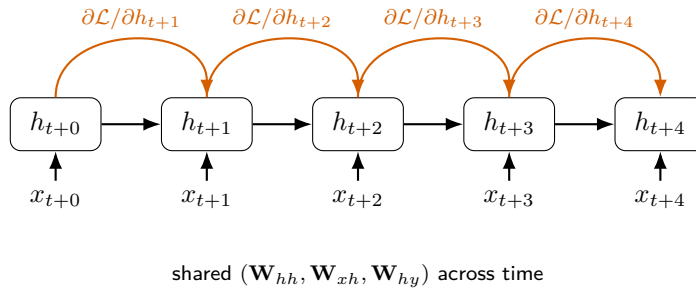 ∂ℒ/∂h_{t+1} ∂ℒ/∂h_{t+2} ∂ℒ/∂h_{t+3} ∂ℒ/∂h_{t+4}
h_{t+0} h_{t+1} h_{t+2} h_{t+3} h_{t+4}
x_{t+0} x_{t+1} x_{t+2} x_{t+3} x_{t+4}
shared (𝐖_{hh}, 𝐖_{xh}, 𝐖_{hy}) across time